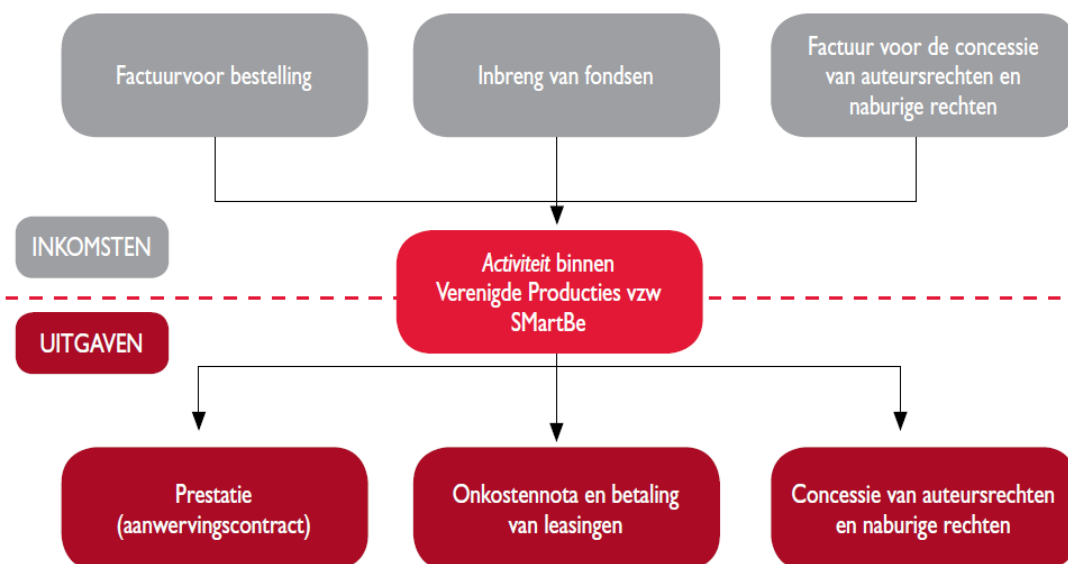 Factuurvoor bestelling
Inbreng van fondsen
Factuur voor de concessie
van auteursrechten en
naburige rechten
INKOMSTEN
Activiteit binnen
Verenigde Producties vzw
SMartBe
UITGAVEN
Prestatie
(aanwervingscontract)
Onkostennota en betaling
van leasingen
Concessie van auteursrechten
en naburige rechten